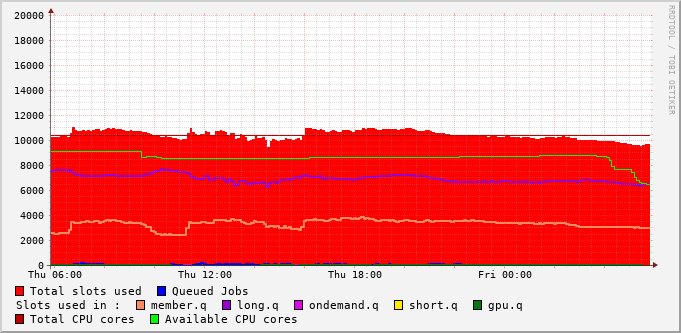 20000
18000
16000
14000
12000
10000
8000
6000
4000
2000
0
Thu 06:00 Thu 12:00 Thu 18:00 Fri 00:00
Total slots used Queued Jobs
Slots used in : member.q long.q ondemand.q short.q gpu.q
Total CPU cores Available CPU cores
RRDTOOL / TOBI OETIKER